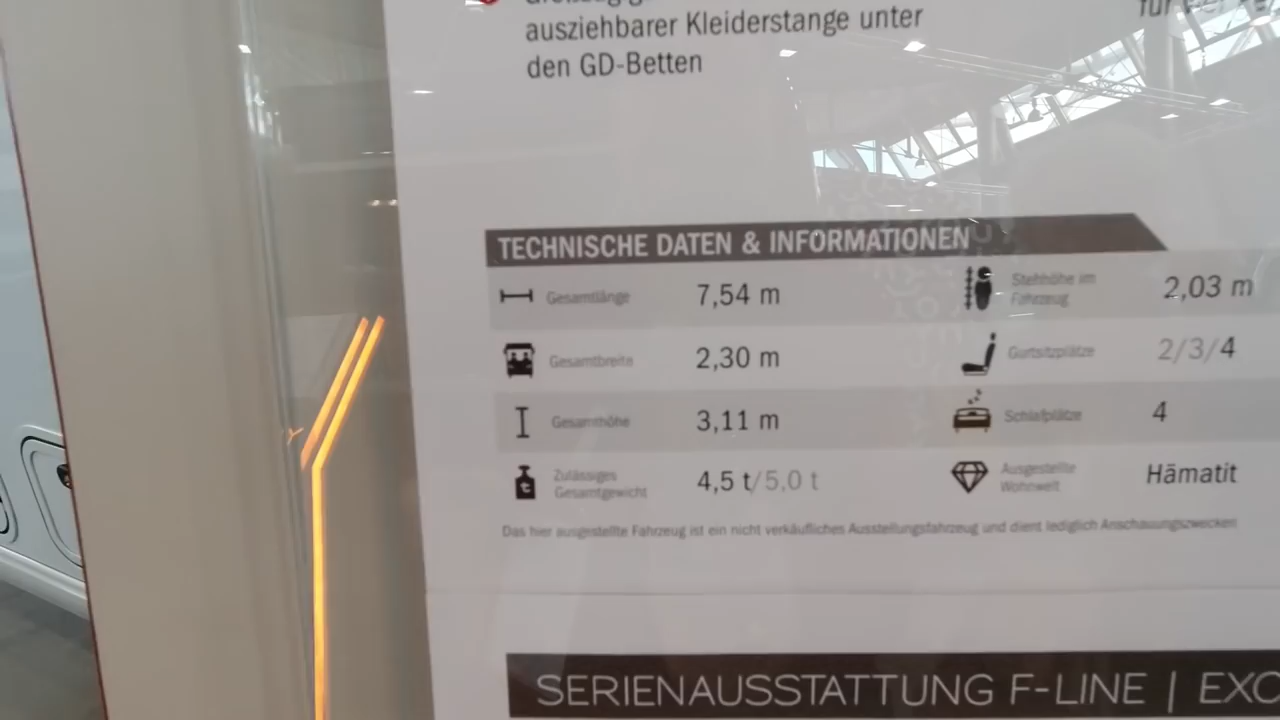 ausziehbarer Kleiderstange unter
den GD-Betten
TECHNISCHE DATEN & INFORMATIONEN
Gesamtlänge 7,54 m
Stehhöhe im Fahrzeug 2,03 m
Gesamtbreite 2,30 m
Gurtsitzplätze 2/3/4
Gesamthöhe 3,11 m
Schlafplätze 4
Zulässiges Gesamtgewicht 4,5 t/5,0 t
Ausgestellte Wohnwelt Hämatit
Das hier ausgestellte Fahrzeug ist ein nicht verkäufliches Ausstellungsfahrzeug und dient lediglich Anschauungszwecken
SERIENAUSSTATTUNG F-LINE | EXC